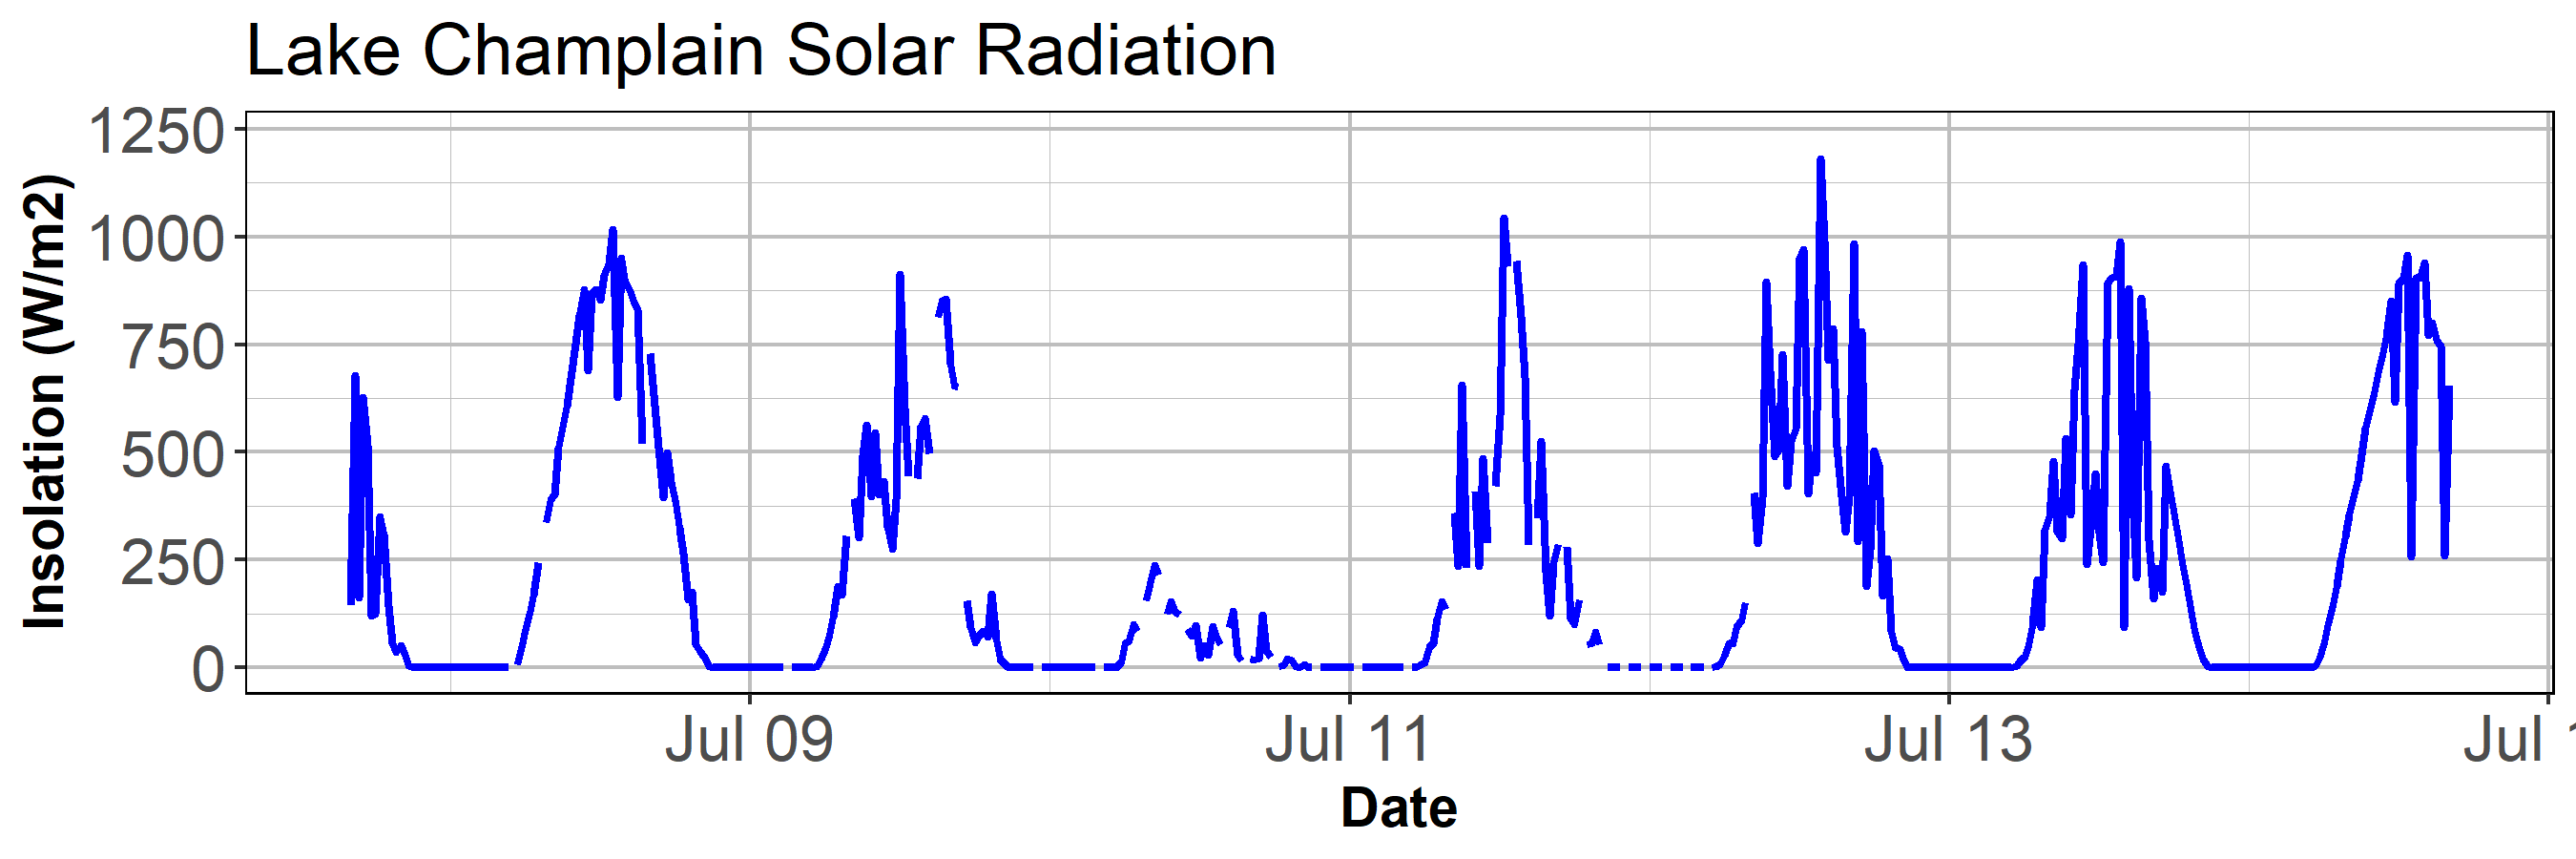 Lake Champlain Solar Radiation
Insolation (W/m2)
1250
1000
750
500
250
0
Jul 09
Jul 11
Jul 13
Jul
Date